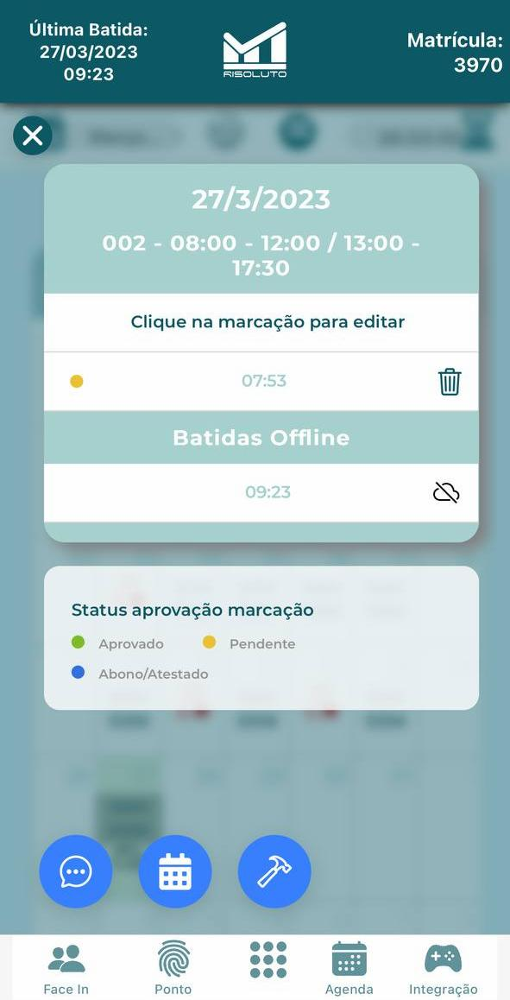 Última Batida:
27/03/2023
09:23
RISOLUTO
Matrícula:
3970
27/3/2023
002 - 08:00 - 12:00 / 13:00 -
17:30
Clique na marcação para editar
07:53
Batidas Offline
09:23
Status aprovação marcação
Aprovado
Pendente
Abono/Atestado
Face In
Ponto
Agenda
Integração